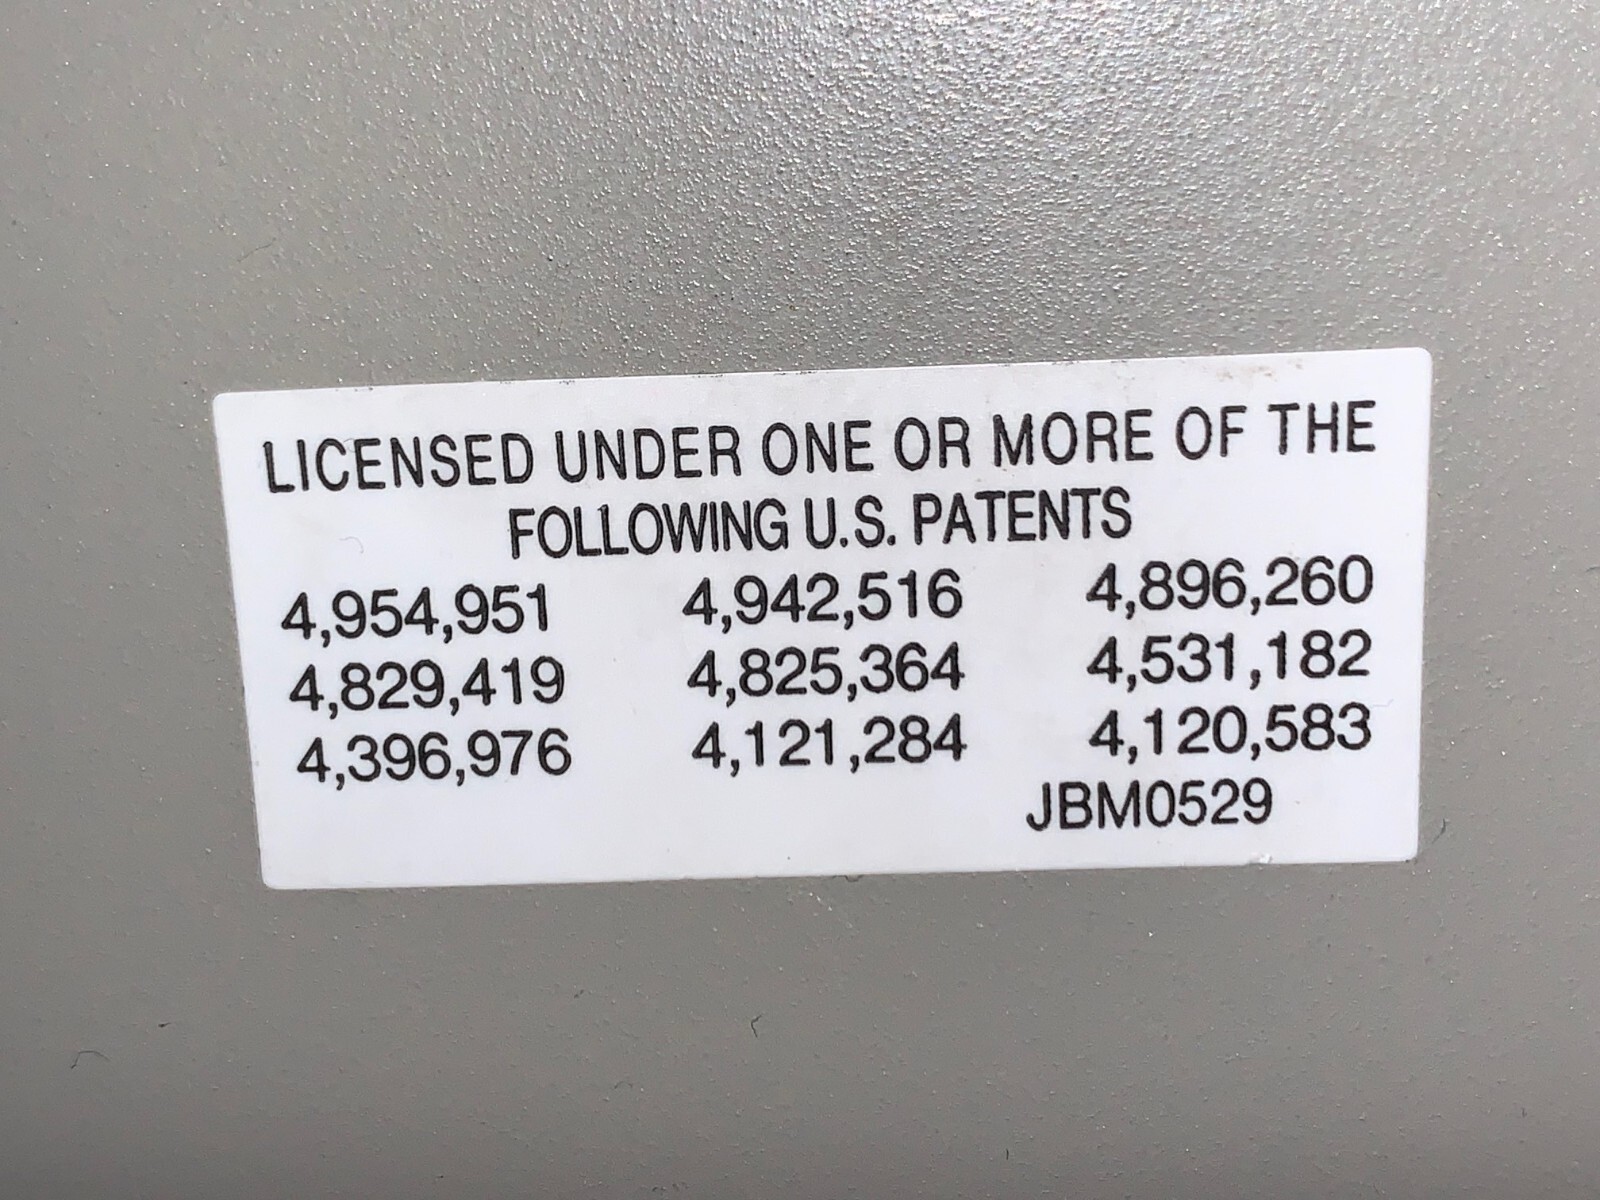 LICENSED UNDER ONE OR MORE OF THE
FOLLOWING U.S. PATENTS
4,954,951 4,942,516 4,896,260
4,829,419 4,825,364 4,531,182
4,396,976 4,121,284 4,120,583
JBM0529